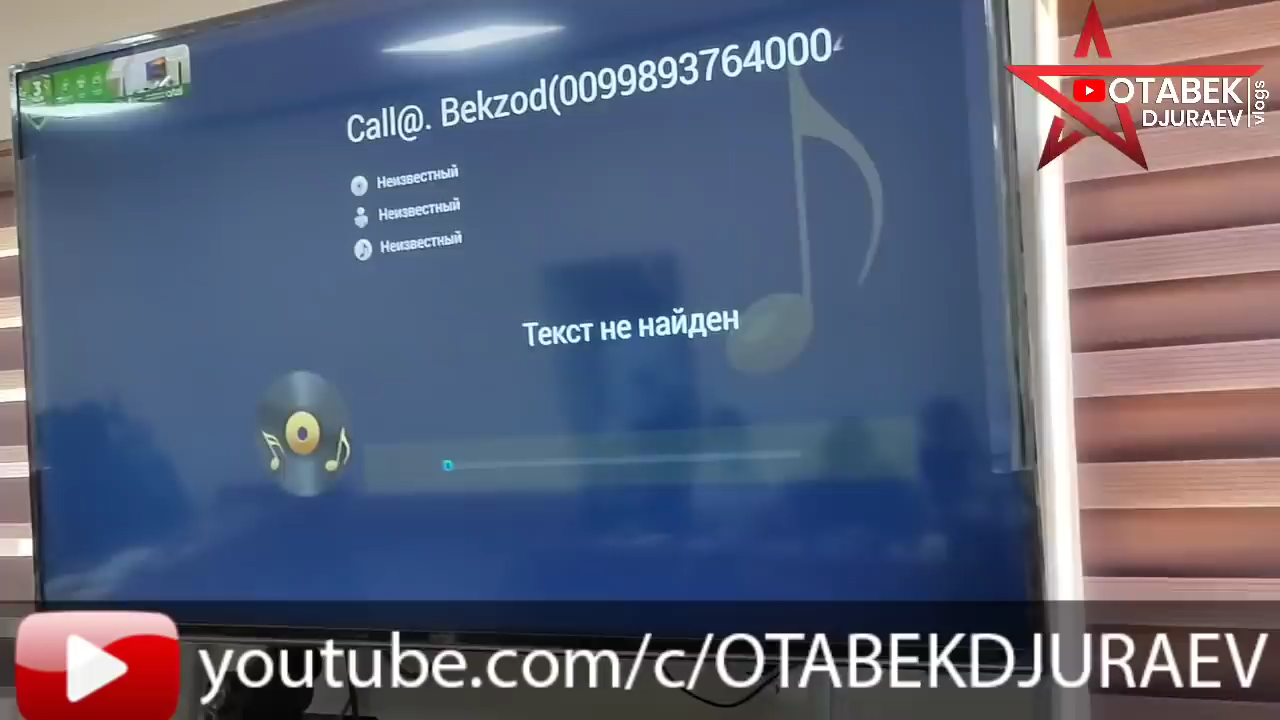 Call@. Bekzod(0099893764000
Неизвестный
Неизвестный
Неизвестный
Текст не найден
OTABEK
DJURAEV
vlogs
youtube.com/c/OTABEKDJURAEV